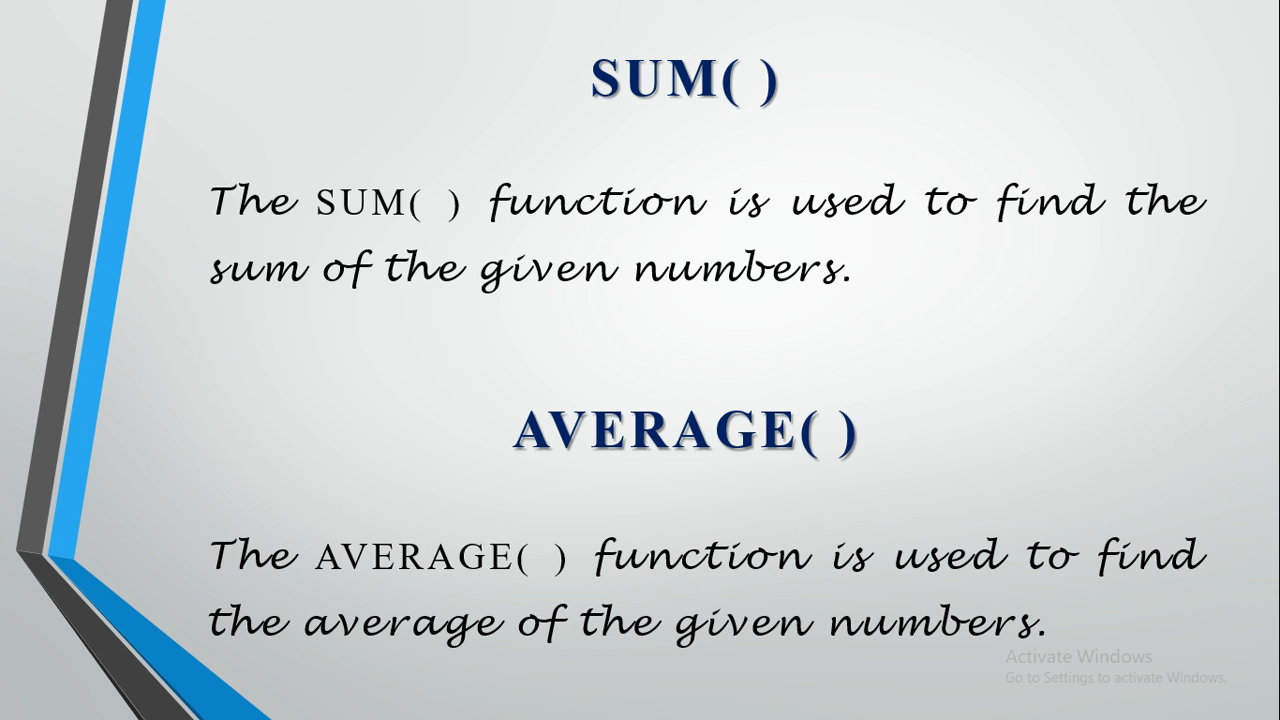 SUM( )
The SUM( ) function is used to find the
sum of the given numbers.
AVERAGE( )
The AVERAGE( ) function is used to find
the average of the given numbers.
Activate Windows
Go to Settings to activate Windows.